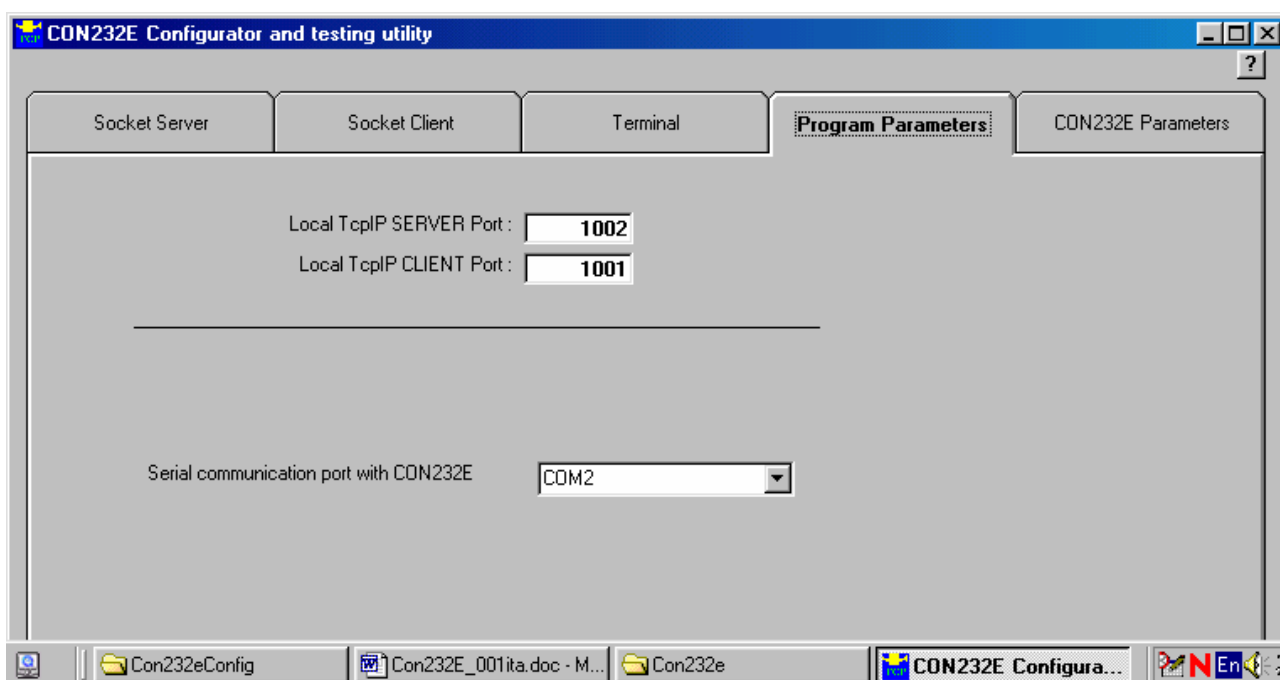 CON232E Configurator and testing utility
?
Socket Server
Socket Client
Terminal
Program Parameters
CON232E Parameters
Local TcpIP SERVER Port :
1002
Local TcpIP CLIENT Port :
1001
Serial communication port with CON232E
COM2
Con232eConfig
Con232E_001ita.doc - M...
Con232e
CON232E Configura...
N
En